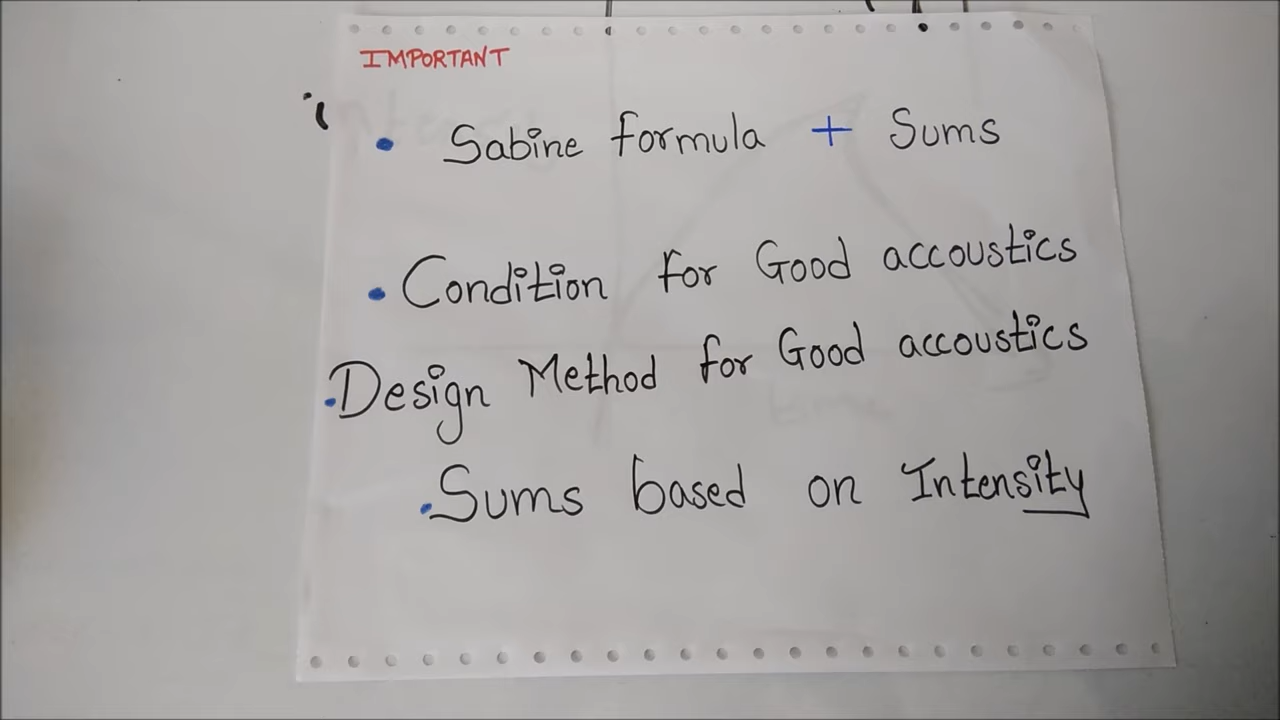 IMPORTANT
• Sabine formula + Sums
• Condition for Good accoustics
• Design Method for Good accoustics
• Sums based on Intensity